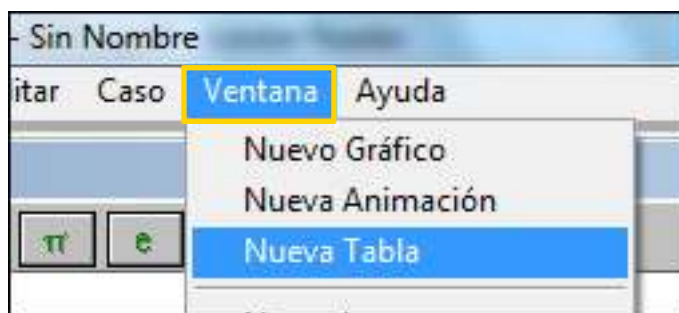 - Sin Nombre
itar Caso Ventana Ayuda
Nuevo Gráfico
Nueva Animación
π e Nueva Tabla